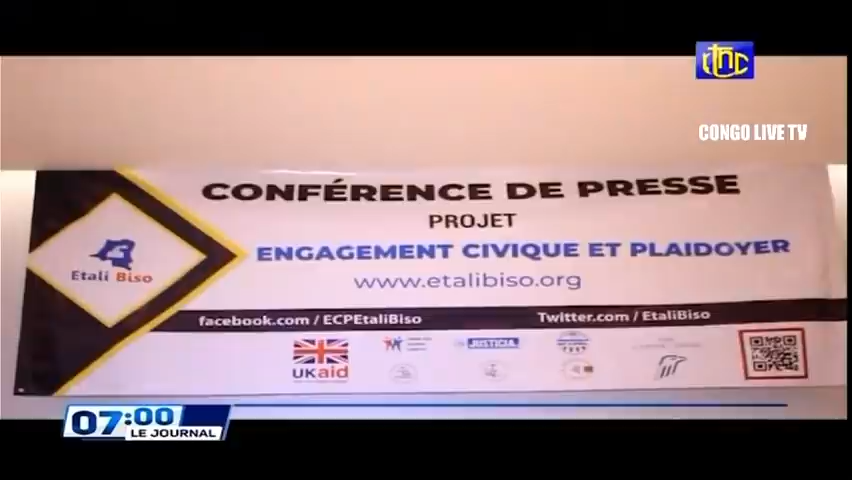 rtnc
CONGO LIVE TV
CONFÉRENCE DE PRESSE
PROJET
ENGAGEMENT CIVIQUE ET PLAIDOYER
www.etalibiso.org
Etali Biso
facebook.com / ECPEtaliBiso
Twitter.com / EtaliBiso
UKaid
JUSTICIA
07:00
LE JOURNAL